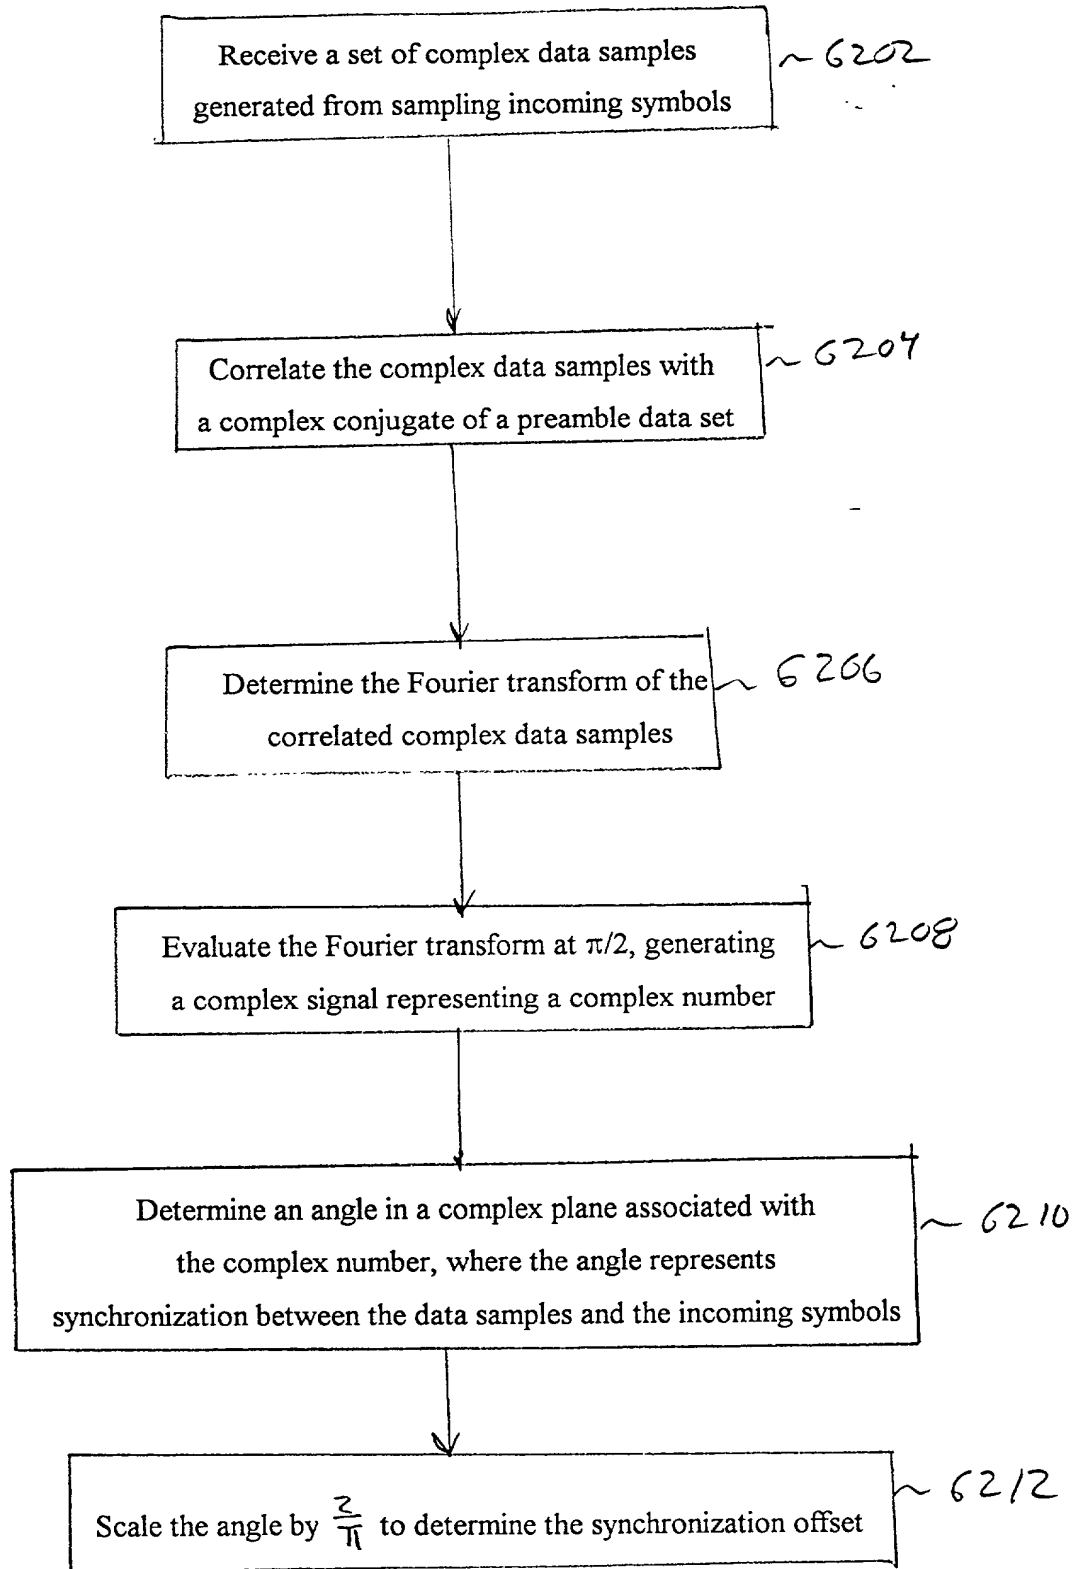 Receive a set of complex data samples
generated from sampling incoming symbols
~ 6202
Correlate the complex data samples with
a complex conjugate of a preamble data set
~ 6204
Determine the Fourier transform of the
correlated complex data samples
~ 6206
Evaluate the Fourier transform at π/2, generating
a complex signal representing a complex number
~ 6208
Determine an angle in a complex plane associated with
the complex number, where the angle represents
synchronization between the data samples and the incoming symbols
~ 6210
Scale the angle by 2/π to determine the synchronization offset
~ 6212